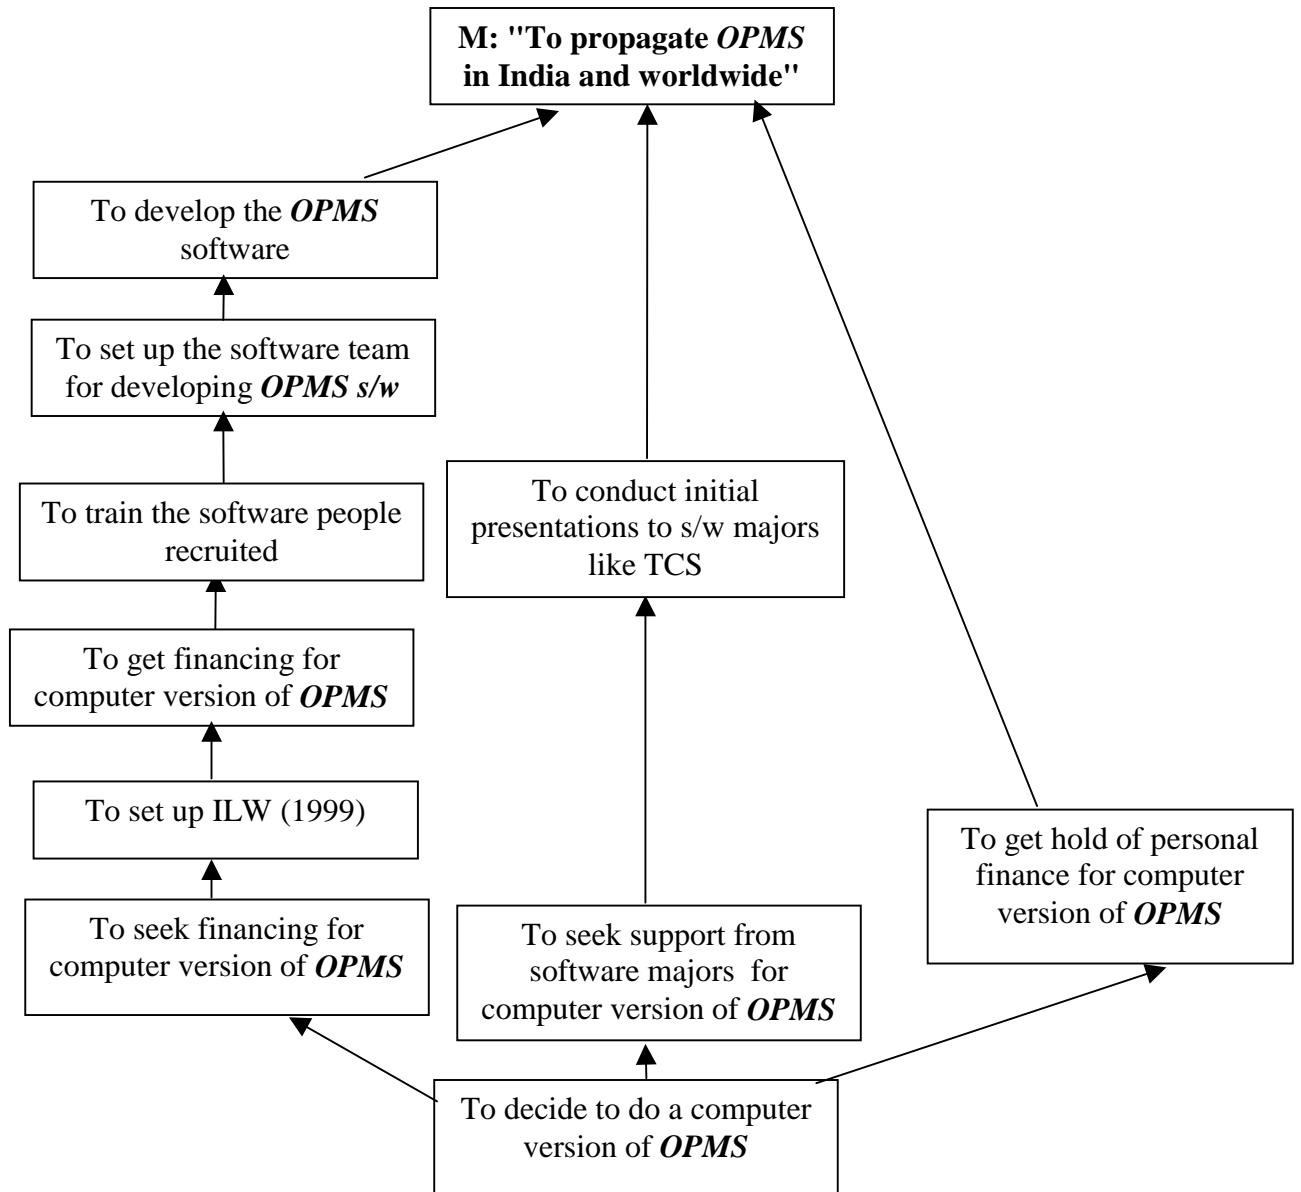 M: "To propagate OPMS
in India and worldwide"
To develop the OPMS
software
To set up the software team
for developing OPMS s/w
To train the software people
recruited
To conduct initial
presentations to s/w majors
like TCS
To get financing for
computer version of OPMS
To set up ILW (1999)
To get hold of personal
finance for computer
version of OPMS
To seek financing for
computer version of OPMS
To seek support from
software majors for
computer version of OPMS
To decide to do a computer
version of OPMS